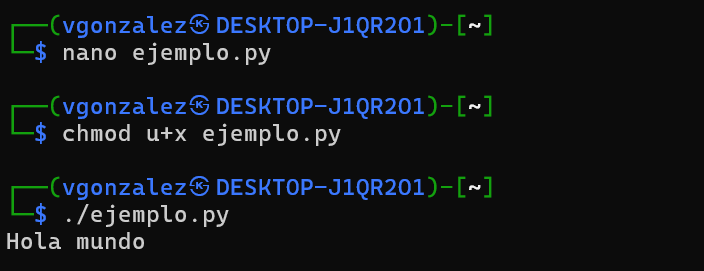 ┌──(vgonzalez㉿DESKTOP-J1QR2O1)-[~]
└─$ nano ejemplo.py
┌──(vgonzalez㉿DESKTOP-J1QR2O1)-[~]
└─$ chmod u+x ejemplo.py
┌──(vgonzalez㉿DESKTOP-J1QR2O1)-[~]
└─$ ./ejemplo.py
Hola mundo